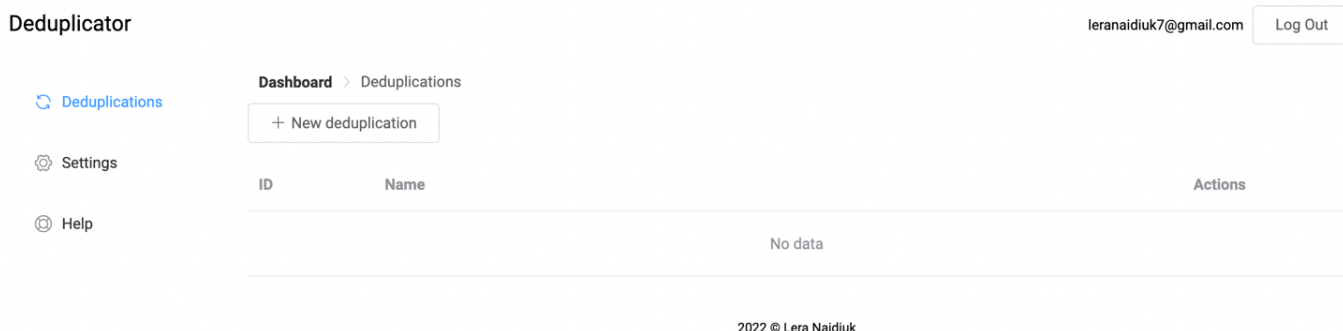 Deduplicator
leranaidiuk7@gmail.com Log Out
Dashboard > Deduplications
Deduplications
+ New deduplication
Settings
ID Name Actions
Help
No data
2022 © Lera Naidiuk